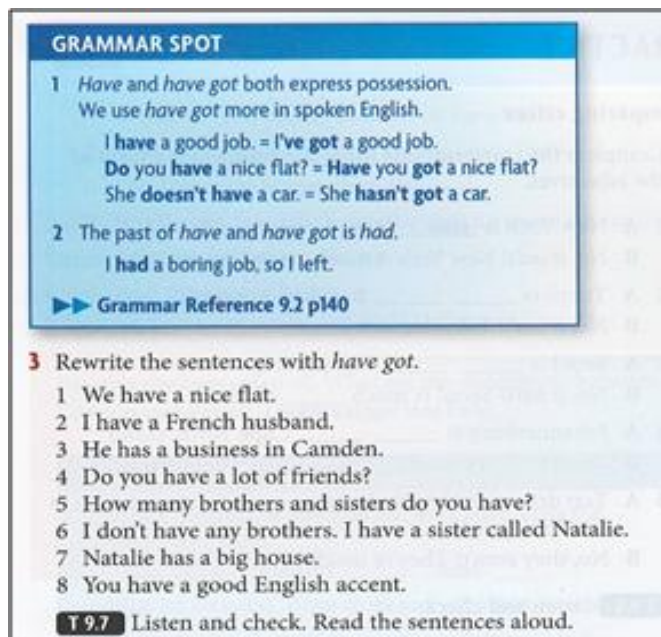 GRAMMAR SPOT
1 Have and have got both express possession.
We use have got more in spoken English.
I have a good job. = I've got a good job.
Do you have a nice flat? = Have you got a nice flat?
She doesn't have a car. = She hasn't got a car.
2 The past of have and have got is had.
I had a boring job, so I left.
▶▶ Grammar Reference 9.2 p140
3 Rewrite the sentences with have got.
1 We have a nice flat.
2 I have a French husband.
3 He has a business in Camden.
4 Do you have a lot of friends?
5 How many brothers and sisters do you have?
6 I don't have any brothers. I have a sister called Natalie.
7 Natalie has a big house.
8 You have a good English accent.
T 9.7 Listen and check. Read the sentences aloud.